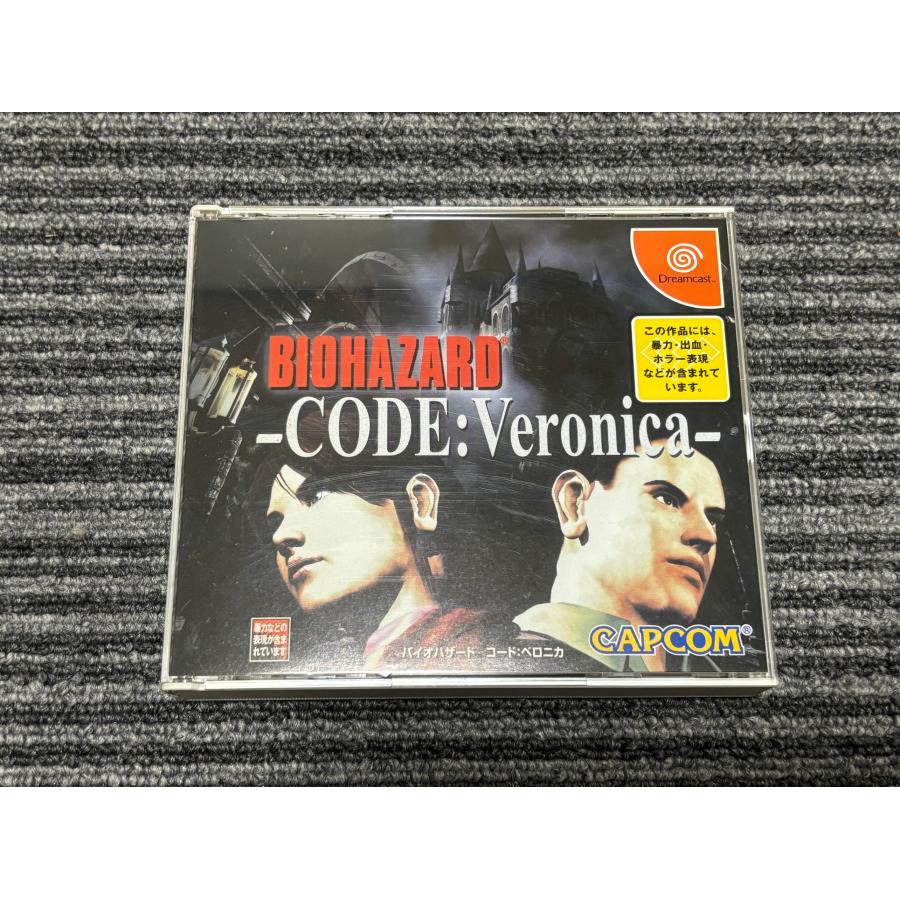 Dreamcast™
この作品には、
暴力・出血・
ホラー表現
などが含まれて
います。
BIOHAZARD®
-CODE:Veronica-
暴力などの
表現が含ま
れています
バイオハザード コード:ベロニカ
CAPCOM®